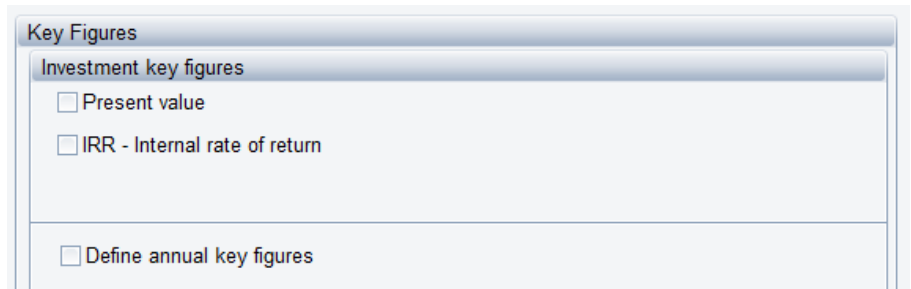 Key Figures
Investment key figures
Present value
IRR - Internal rate of return
Define annual key figures